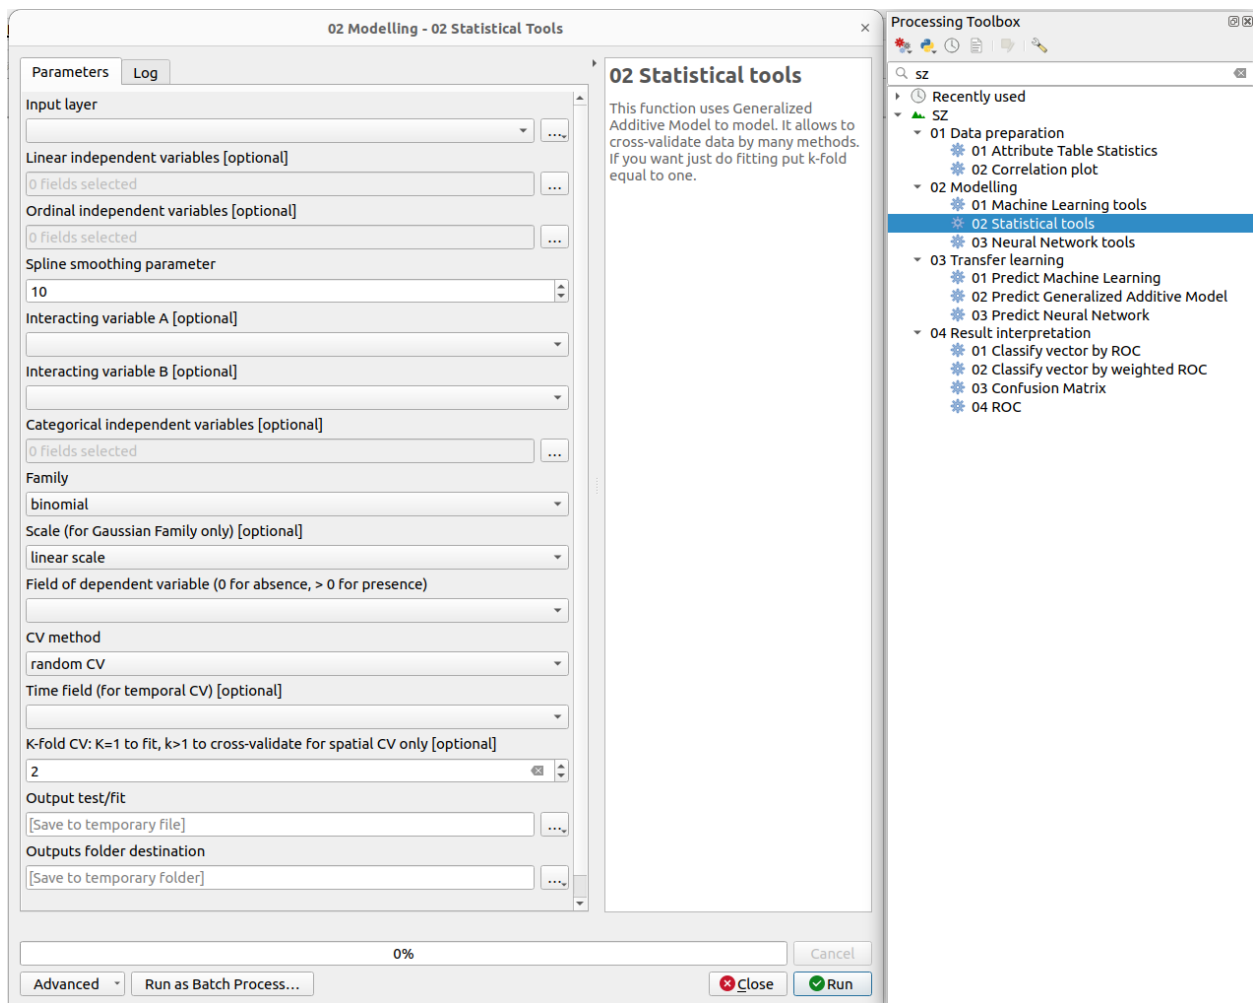 02 Modelling - 02 Statistical Tools
Parameters
Log
Input layer
...
Linear independent variables [optional]
0 fields selected
...
Ordinal independent variables [optional]
0 fields selected
...
Spline smoothing parameter
10
Interacting variable A [optional]
Interacting variable B [optional]
Categorical independent variables [optional]
0 fields selected
...
Family
binomial
Scale (for Gaussian Family only) [optional]
linear scale
Field of dependent variable (0 for absence, > 0 for presence)
CV method
random CV
Time field (for temporal CV) [optional]
K-fold CV: K=1 to fit, k>1 to cross-validate for spatial CV only [optional]
2
Output test/fit
[Save to temporary file]
...
Outputs folder destination
[Save to temporary folder]
...
02 Statistical tools
This function uses Generalized
Additive Model to model. It allows to
cross-validate data by many methods.
If you want just do fitting put k-fold
equal to one.
0%
Cancel
Advanced
Run as Batch Process...
Close
Run
Processing Toolbox
sz
Recently used
SZ
01 Data preparation
01 Attribute Table Statistics
02 Correlation plot
02 Modelling
01 Machine Learning tools
02 Statistical tools
03 Neural Network tools
03 Transfer learning
01 Predict Machine Learning
02 Predict Generalized Additive Model
03 Predict Neural Network
04 Result interpretation
01 Classify vector by ROC
02 Classify vector by weighted ROC
03 Confusion Matrix
04 ROC